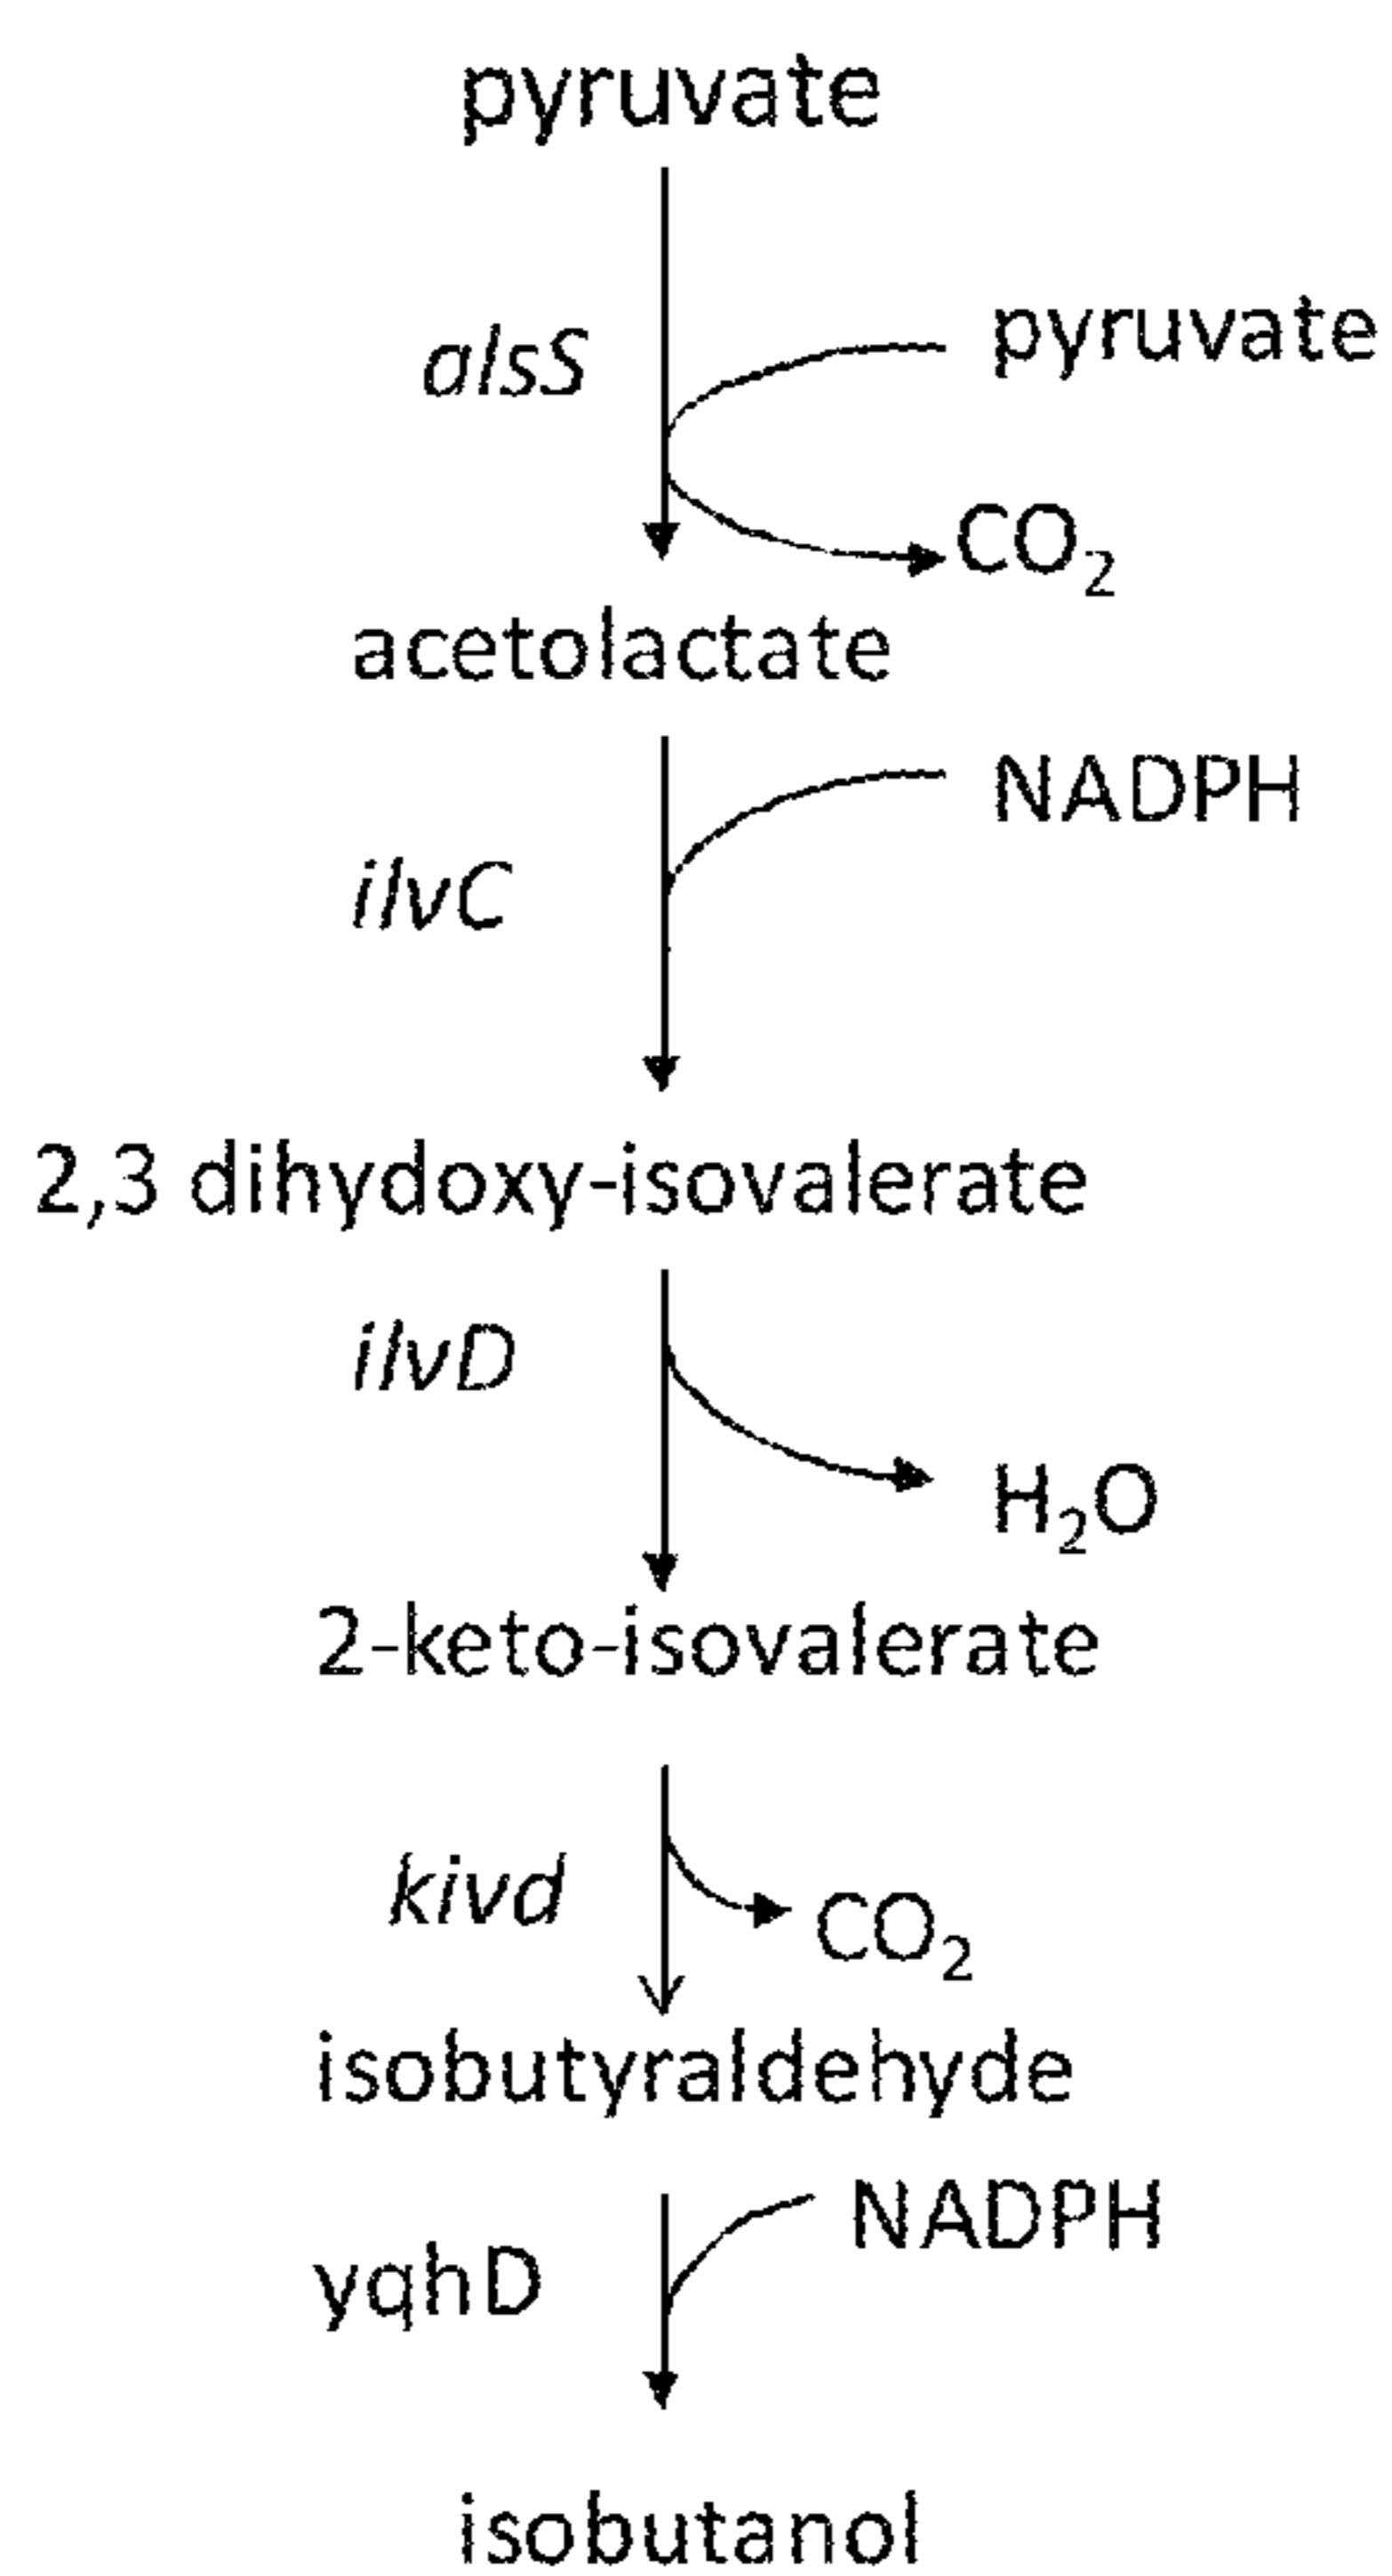 pyruvate
pyruvate
alsS
CO₂
acetolactate
NADPH
ilvC
2,3 dihydoxy-isovalerate
ilvD
H₂O
2-keto-isovalerate
kivd
CO₂
isobutyraldehyde
NADPH
yqhD
isobutanol